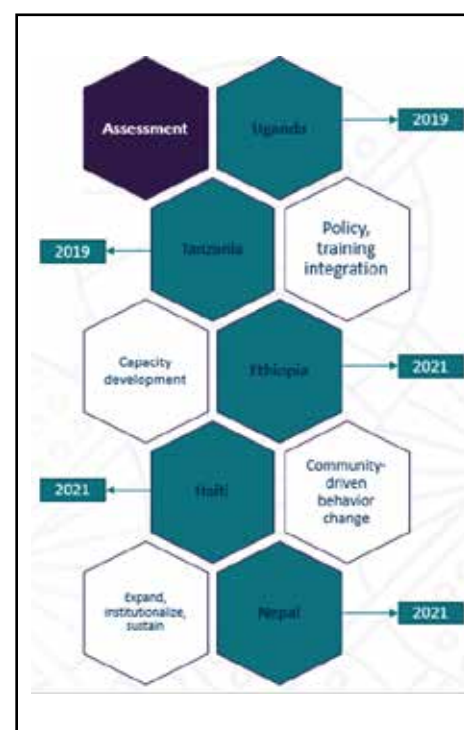 Assessment
Uganda
2019
2019
Tanzania
Policy,
training
integration
Capacity
development
Ethiopia
2021
2021
Haiti
Community-
driven
behavior
change
Expand,
institutionalize,
sustain
Nepal
2021